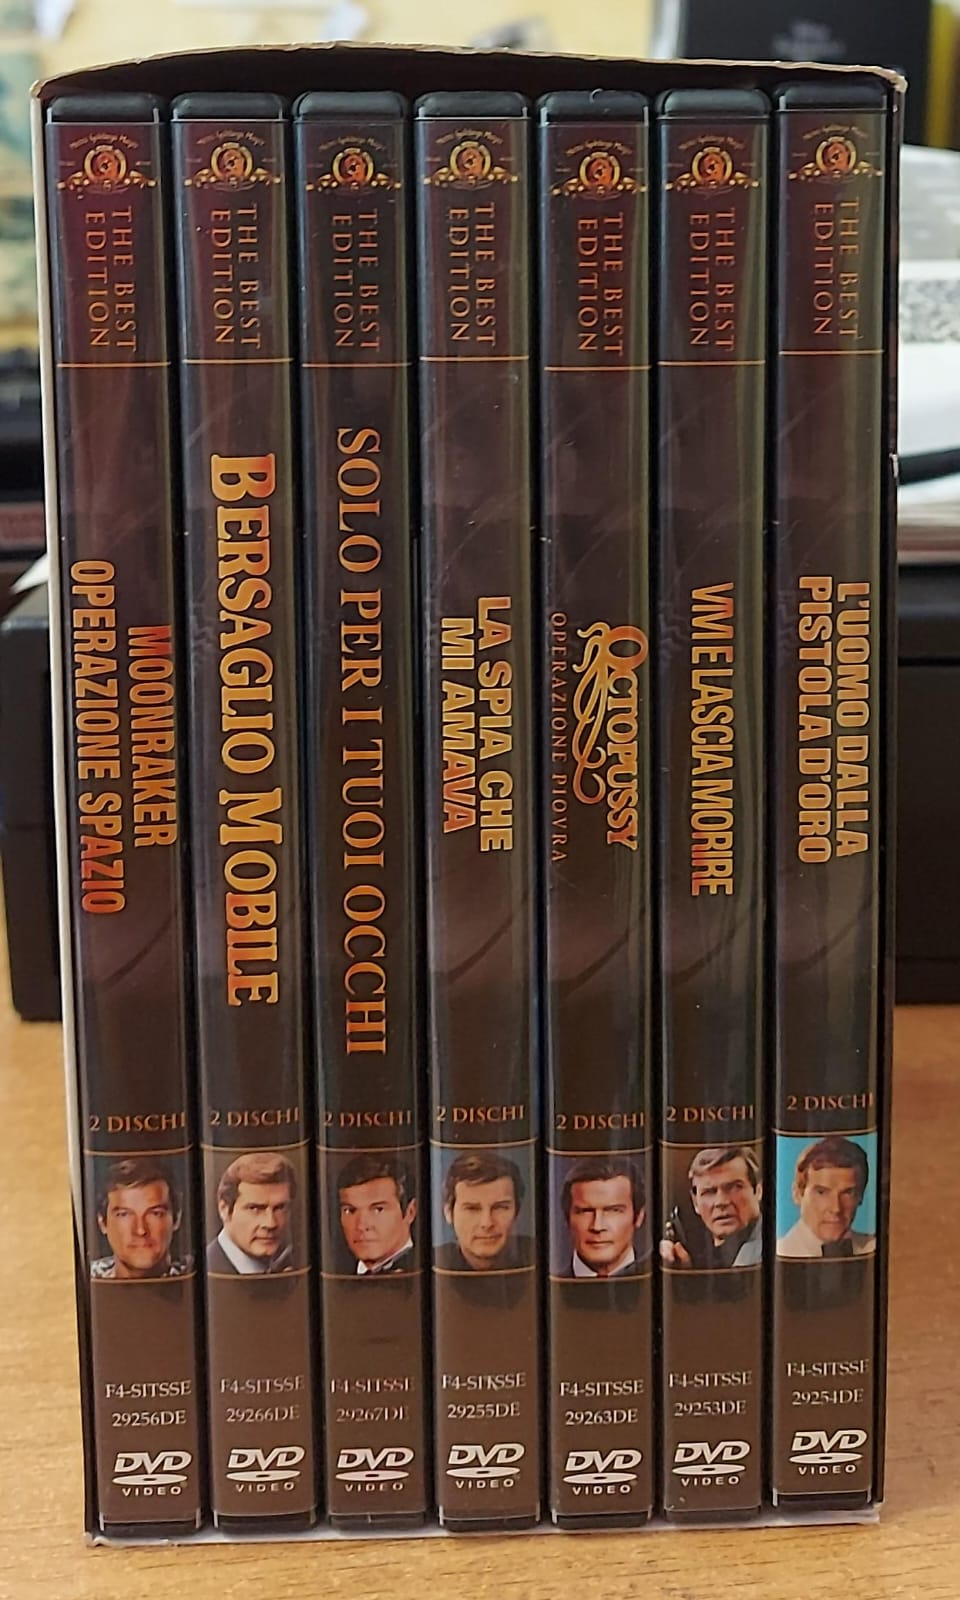 THE BEST
EDITION
MOONRAKER
OPERAZIONE SPAZIO
2 DISCHI
F4-SITSSE
29256DE
DVD
VIDEO
THE BEST
EDITION
BERSAGLIO MOBILE
2 DISCHI
F4-SITSSE
29266DE
DVD
VIDEO
THE BEST
EDITION
SOLO PER I TUOI OCCHI
2 DISCHI
F4-SITSSE
29267DE
DVD
VIDEO
THE BEST
EDITION
LA SPIA CHE
MI AMAVA
2 DISCHI
F4-SITSSE
29255DE
DVD
VIDEO
THE BEST
EDITION
OCTOPUSSY
OPERAZIONE PIOVRA
2 DISCHI
F4-SITSSE
29263DE
DVD
VIDEO
THE BEST
EDITION
VIVI E LASCIA MORIRE
2 DISCHI
F4-SITSSE
29253DE
DVD
VIDEO
THE BEST
EDITION
L'UOMO DALLA
PISTOLA D'ORO
2 DISCHI
F4-SITSSE
29254DE
DVD
VIDEO